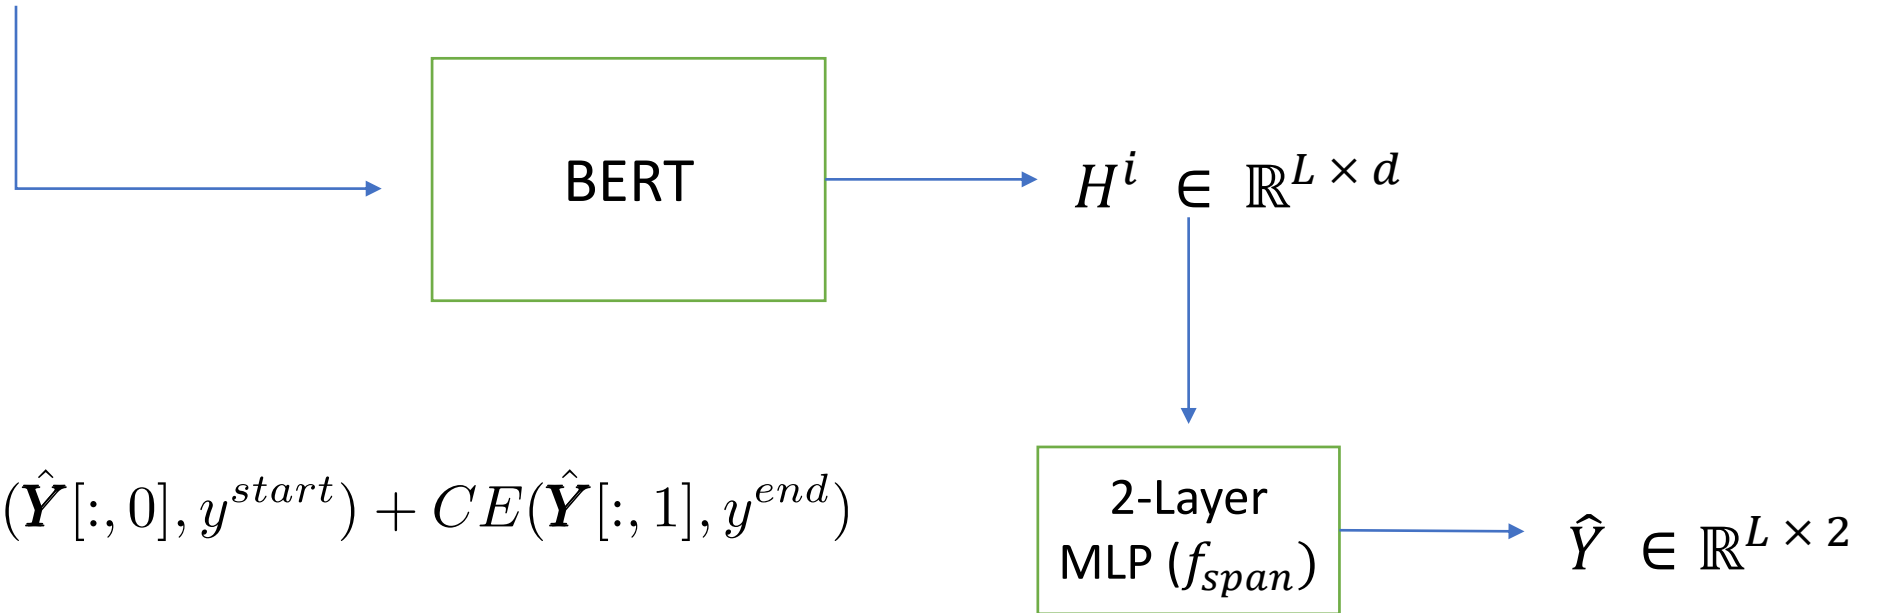 BERT
H^i ∈ ℝ^{L × d}
(Ŷ[:, 0], y^{start}) + CE(Ŷ[:, 1], y^{end})
2-Layer
MLP (f_{span})
Ŷ ∈ ℝ^{L × 2}